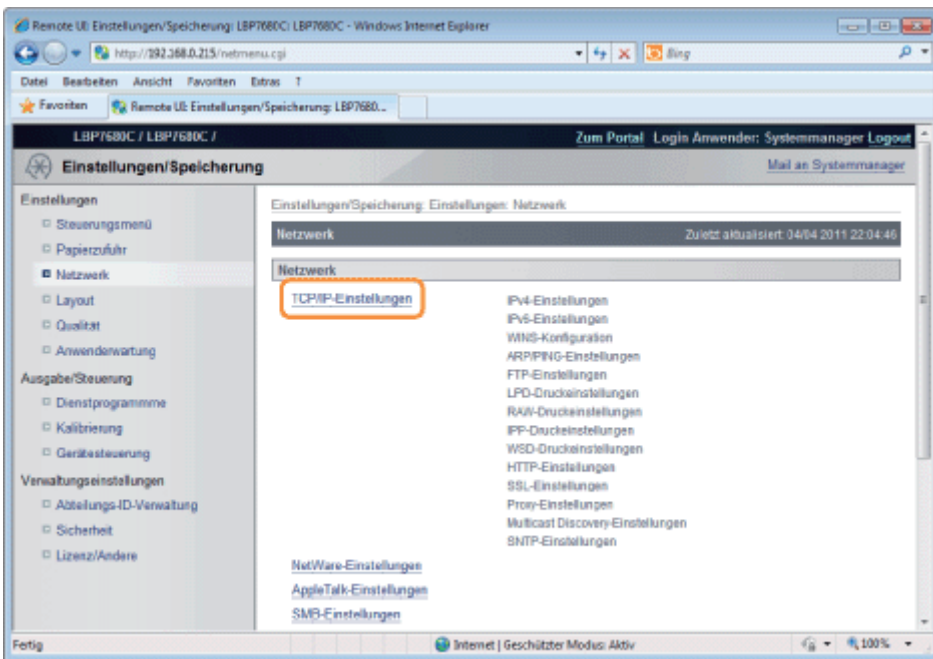 Remote UI: Einstellungen/Speicherung: LBP7680C: LBP7680C - Windows Internet Explorer
http://192.168.0.215/netmenu.cgi
Bing
Datei Bearbeiten Ansicht Favoriten Extras ?
Favoriten
Remote UI: Einstellungen/Speicherung: LBP7680...
LBP7680C / LBP7680C /
Zum Portal Login Anwender: Systemmanager Logout
Einstellungen/Speicherung
Mail an Systemmanager
Einstellungen
Steuerungsmenü
Papierzufuhr
Netzwerk
Layout
Qualität
Anwenderwartung
Ausgabe/Steuerung
Dienstprogrammme
Kalibrierung
Gerätesteuerung
Verwaltungseinstellungen
Abteilungs-ID-Verwaltung
Sicherheit
Lizenz/Andere
Einstellungen/Speicherung: Einstellungen: Netzwerk
Netzwerk
Zuletzt aktualisiert: 04/04 2011 22:04:46
Netzwerk
TCP/IP-Einstellungen
IPv4-Einstellungen
IPv6-Einstellungen
WINS-Konfiguration
ARP/PING-Einstellungen
FTP-Einstellungen
LPD-Druckeinstellungen
RAW-Druckeinstellungen
IPP-Druckeinstellungen
WSD-Druckeinstellungen
HTTP-Einstellungen
SSL-Einstellungen
Proxy-Einstellungen
Multicast Discovery-Einstellungen
SNTP-Einstellungen
NetWare-Einstellungen
AppleTalk-Einstellungen
SMB-Einstellungen
Fertig
Internet | Geschützter Modus: Aktiv
100%